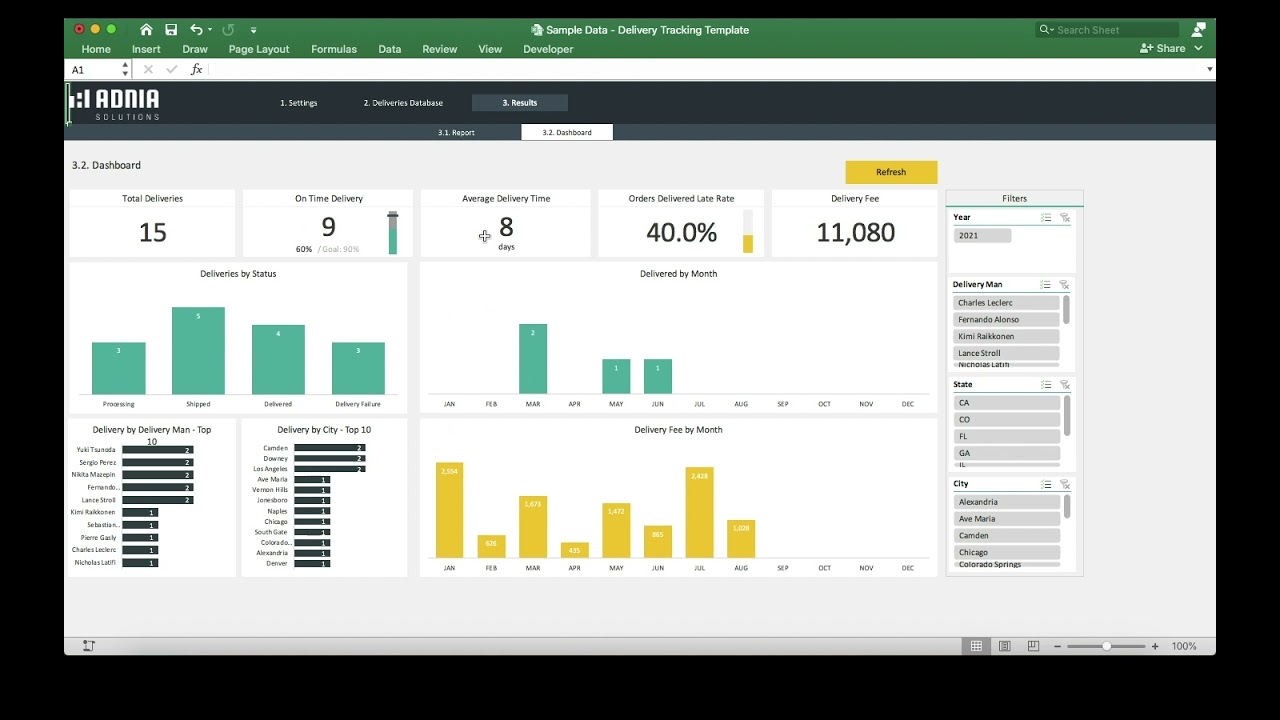 Sample Data - Delivery Tracking Template
Search Sheet
Home Insert Draw Page Layout Formulas Data Review View Developer
Share
A1
fx
ADNIA
SOLUTIONS
1. Settings 2. Deliveries Database 3. Results
3.1. Report 3.2. Dashboard
3.2. Dashboard
Refresh
Total Deliveries
15
On Time Delivery
9
60% / Goal: 90%
Average Delivery Time
8
days
Orders Delivered Late Rate
40.0%
Delivery Fee
11,080
Deliveries by Status
3 5 4 3
Processing Shipped Delivered Delivery Failure
Delivered by Month
2 1 1
JAN FEB MAR APR MAY JUN JUL AUG SEP OCT NOV DEC
Delivery by Delivery Man - Top
10
Yuki Tsunoda 2
Sergio Perez 2
Nikita Mazepin 2
Fernando... 2
Lance Stroll 2
Kimi Raikkonen 1
Sebastian... 1
Pierre Gasly 1
Charles Leclerc 1
Nicholas Latifi 1
Delivery by City - Top 10
Camden 2
Downey 2
Los Angeles 2
Ave Maria 1
Vernon Hills 1
Jonesboro 1
Naples 1
Chicago 1
South Gate 1
Colorado... 1
Alexandria 1
Denver 1
Delivery Fee by Month
2,554 626 1,673 435 1,472 865 2,428 1,028
JAN FEB MAR APR MAY JUN JUL AUG SEP OCT NOV DEC
Filters
Year
2021
Delivery Man
Charles Leclerc
Fernando Alonso
Kimi Raikkonen
Lance Stroll
Nicholas Latifi
State
CA
CO
FL
GA
IL
City
Alexandria
Ave Maria
Camden
Chicago
Colorado Springs
100%